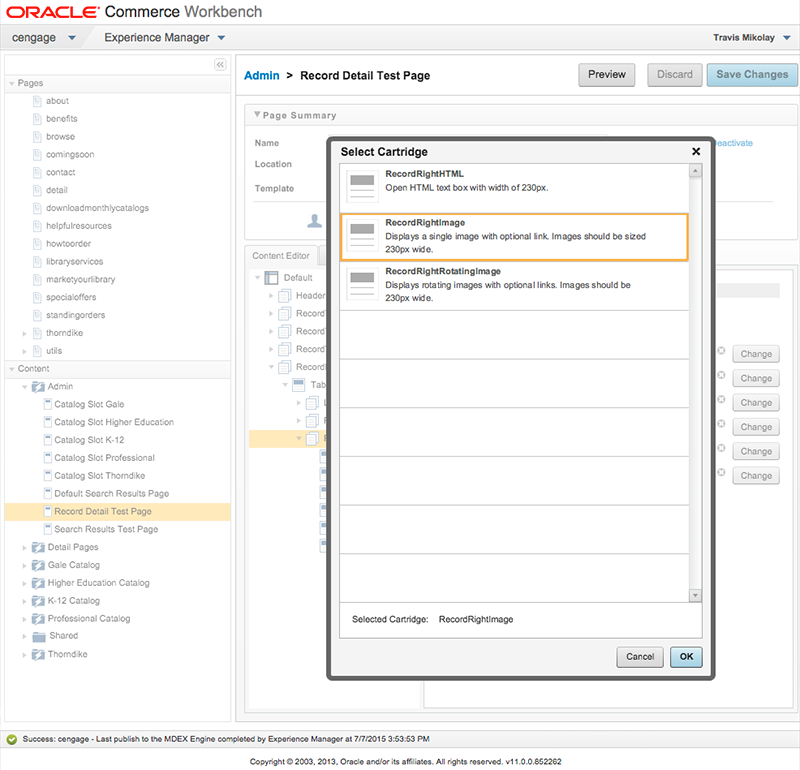 ORACLE® Commerce Workbench
cengage Experience Manager Travis Mikolay
Pages
about
benefits
browse
comingsoon
contact
detail
downloadmonthlycatalogs
helpfulresources
howtoorder
libraryservices
marketyourlibrary
specialoffers
standingorders
thorndike
utils
Content
Admin
Catalog Slot Gale
Catalog Slot Higher Education
Catalog Slot K-12
Catalog Slot Professional
Catalog Slot Thorndike
Default Search Results Page
Record Detail Test Page
Search Results Test Page
Detail Pages
Gale Catalog
Higher Education Catalog
K-12 Catalog
Professional Catalog
Shared
Thorndike
Admin > Record Detail Test Page Preview Discard Save Changes
Page Summary
Name
Location
Template
Content Editor
Default
Header
Record
Record
Record
Record
Tab
Select Cartridge
RecordRightHTML
Open HTML text box with width of 230px.
RecordRightImage
Displays a single image with optional link. Images should be sized
230px wide.
RecordRightRotatingImage
Displays rotating images with optional links. Images should be
230px wide.
Selected Cartridge: RecordRightImage
Cancel OK
eactivate
Change
Change
Change
Change
Change
Change
Success: cengage - Last publish to the MDEX Engine completed by Experience Manager at 7/7/2015 3:53:53 PM
Copyright © 2003, 2013, Oracle and/or its affiliates. All rights reserved. v11.0.0.852262